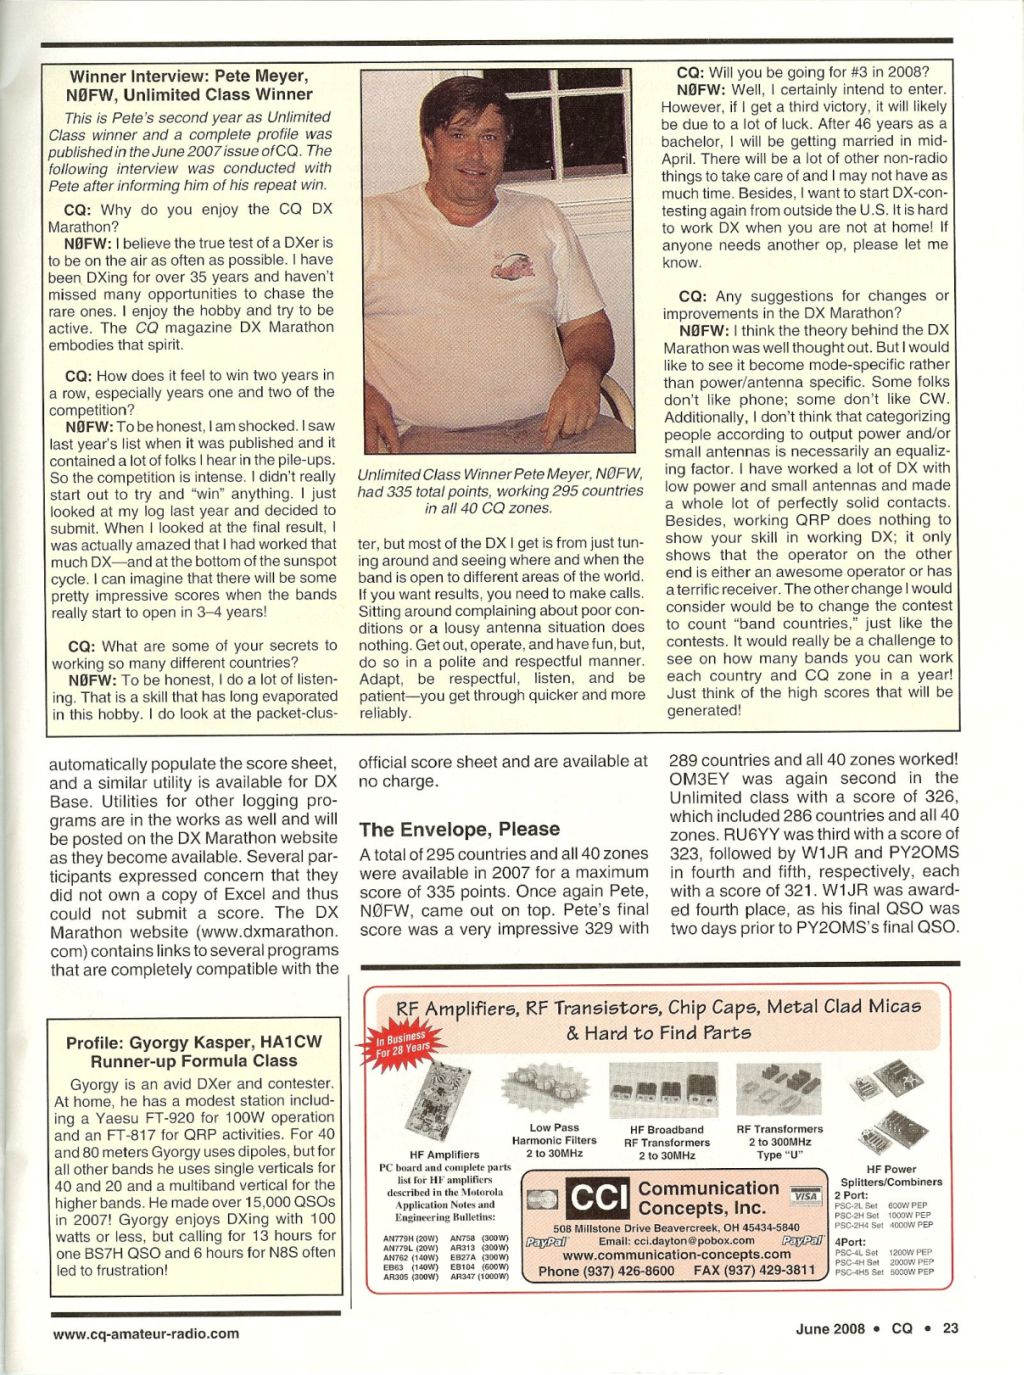 Winner Interview: Pete Meyer,
NØFW, Unlimited Class Winner
This is Pete's second year as Unlimited
Class winner and a complete profile was
published in the June 2007 issue of CQ. The
following interview was conducted with
Pete after informing him of his repeat win.
CQ: Why do you enjoy the CQ DX
Marathon?
NØFW: I believe the true test of a DXer is
to be on the air as often as possible. I have
been DXing for over 35 years and haven't
missed many opportunities to chase the
rare ones. I enjoy the hobby and try to be
active. The CQ magazine DX Marathon
embodies that spirit.
CQ: How does it feel to win two years in
a row, especially years one and two of the
competition?
NØFW: To be honest, I am shocked. I saw
last year's list when it was published and it
contained a lot of folks I hear in the pile-ups.
So the competition is intense. I didn't really
start out to try and "win" anything. I just
looked at my log last year and decided to
submit. When I looked at the final result, I
was actually amazed that I had worked that
much DX—and at the bottom of the sunspot
cycle. I can imagine that there will be some
pretty impressive scores when the bands
really start to open in 3–4 years!
CQ: What are some of your secrets to
working so many different countries?
NØFW: To be honest, I do a lot of listen-
ing. That is a skill that has long evaporated
in this hobby. I do look at the packet-clus-
Unlimited Class Winner Pete Meyer, NØFW,
had 335 total points, working 295 countries
in all 40 CQ zones.
ter, but most of the DX I get is from just tun-
ing around and seeing where and when the
band is open to different areas of the world.
If you want results, you need to make calls.
Sitting around complaining about poor con-
ditions or a lousy antenna situation does
nothing. Get out, operate, and have fun, but,
do so in a polite and respectful manner.
Adapt, be respectful, listen, and be
patient—you get through quicker and more
reliably.
CQ: Will you be going for #3 in 2008?
NØFW: Well, I certainly intend to enter.
However, if I get a third victory, it will likely
be due to a lot of luck. After 46 years as a
bachelor, I will be getting married in mid-
April. There will be a lot of other non-radio
things to take care of and I may not have as
much time. Besides, I want to start DX-con-
testing again from outside the U.S. It is hard
to work DX when you are not at home! If
anyone needs another op, please let me
know.
CQ: Any suggestions for changes or
improvements in the DX Marathon?
NØFW: I think the theory behind the DX
Marathon was well thought out. But I would
like to see it become mode-specific rather
than power/antenna specific. Some folks
don't like phone; some don't like CW.
Additionally, I don't think that categorizing
people according to output power and/or
small antennas is necessarily an equaliz-
ing factor. I have worked a lot of DX with
low power and small antennas and made
a whole lot of perfectly solid contacts.
Besides, working QRP does nothing to
show your skill in working DX; it only
shows that the operator on the other
end is either an awesome operator or has
a terrific receiver. The other change I would
consider would be to change the contest
to count "band countries," just like the
contests. It would really be a challenge to
see on how many bands you can work
each country and CQ zone in a year!
Just think of the high scores that will be
generated!
automatically populate the score sheet,
and a similar utility is available for DX
Base. Utilities for other logging pro-
grams are in the works as well and will
be posted on the DX Marathon website
as they become available. Several par-
ticipants expressed concern that they
did not own a copy of Excel and thus
could not submit a score. The DX
Marathon website (www.dxmarathon.
com) contains links to several programs
that are completely compatible with the
official score sheet and are available at
no charge.
The Envelope, Please
A total of 295 countries and all 40 zones
were available in 2007 for a maximum
score of 335 points. Once again Pete,
NØFW, came out on top. Pete's final
score was a very impressive 329 with
289 countries and all 40 zones worked!
OM3EY was again second in the
Unlimited class with a score of 326,
which included 286 countries and all 40
zones. RU6YY was third with a score of
323, followed by W1JR and PY2OMS
in fourth and fifth, respectively, each
with a score of 321. W1JR was award-
ed fourth place, as his final QSO was
two days prior to PY2OMS's final QSO.
Profile: Gyorgy Kasper, HA1CW
Runner-up Formula Class
Gyorgy is an avid DXer and contester.
At home, he has a modest station includ-
ing a Yaesu FT-920 for 100W operation
and an FT-817 for QRP activities. For 40
and 80 meters Gyorgy uses dipoles, but for
all other bands he uses single verticals for
40 and 20 and a multiband vertical for the
higher bands. He made over 15,000 QSOs
in 2007! Gyorgy enjoys DXing with 100
watts or less, but calling for 13 hours for
one BS7H QSO and 6 hours for N8S often
led to frustration!
RF Amplifiers, RF Transistors, Chip Caps, Metal Clad Micas
& Hard to Find Parts
In Business
For 28 Years
HF Amplifiers
PC board and complete parts
list for HF amplifiers
described in the Motorola
Application Notes and
Engineering Bulletins:
AN779H (20W) AN758 (300W)
AN779L (20W) AR313 (300W)
AN762 (140W) EB27A (300W)
EB63 (140W) EB104 (600W)
AR305 (300W) AR347 (1000W)
Low Pass
Harmonic Filters
2 to 30MHz
HF Broadband
RF Transformers
2 to 30MHz
RF Transformers
2 to 300MHz
Type "U"
HF Power
Splitters/Combiners
2 Port:
PSC-2L Set 600W PEP
PSC-2H Set 1000W PEP
PSC-2H4 Set 4000W PEP
4Port:
PSC-4L Set 1200W PEP
PSC-4H Set 2000W PEP
PSC-4H5 Set 5000W PEP
CCI Communication
Concepts, Inc.
VISA
508 Millstone Drive Beavercreek, OH 45434-5840
PayPal Email: cci.dayton@pobox.com PayPal
www.communication-concepts.com
Phone (937) 426-8600 FAX (937) 429-3811
www.cq-amateur-radio.com
June 2008 • CQ • 23